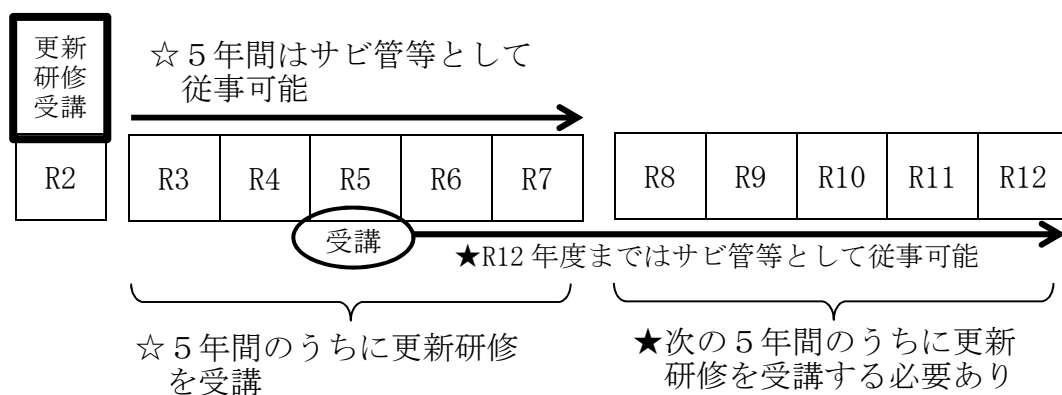 更新
研修
受講
☆５年間はサビ管等として
従事可能
R2
R3
R4
R5
R6
R7
R8
R9
R10
R11
R12
受講
★R12 年度まではサビ管等として従事可能
☆５年間のうちに更新研修
を受講
★次の５年間のうちに更新
研修を受講する必要あり